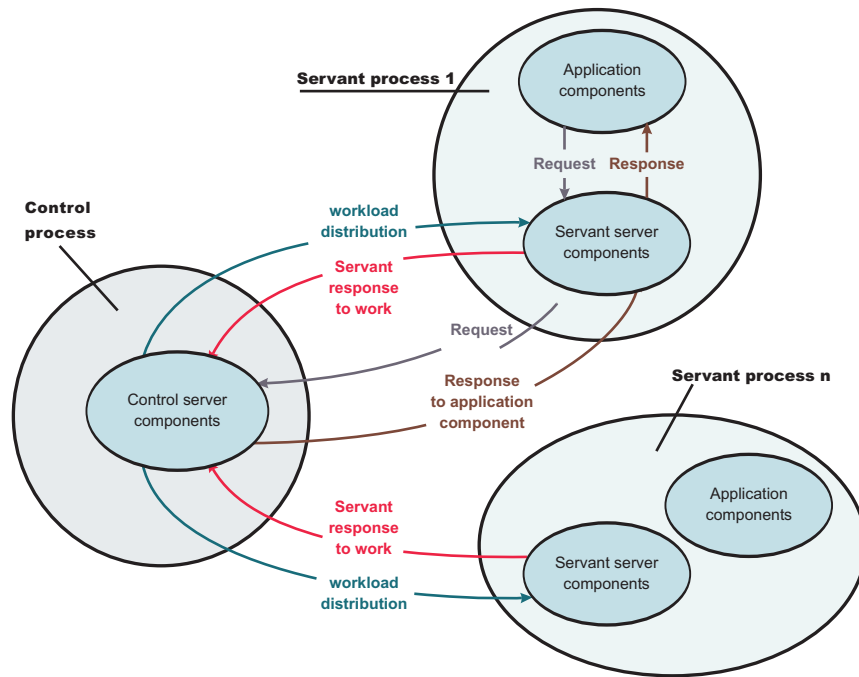 Servant process 1
Application
components
Request
Response
Servant server
components
Control
process
workload
distribution
Servant
response
to work
Request
Response
to application
component
Control server
components
Servant process n
Application
components
Servant
response
to work
Servant server
components
workload
distribution